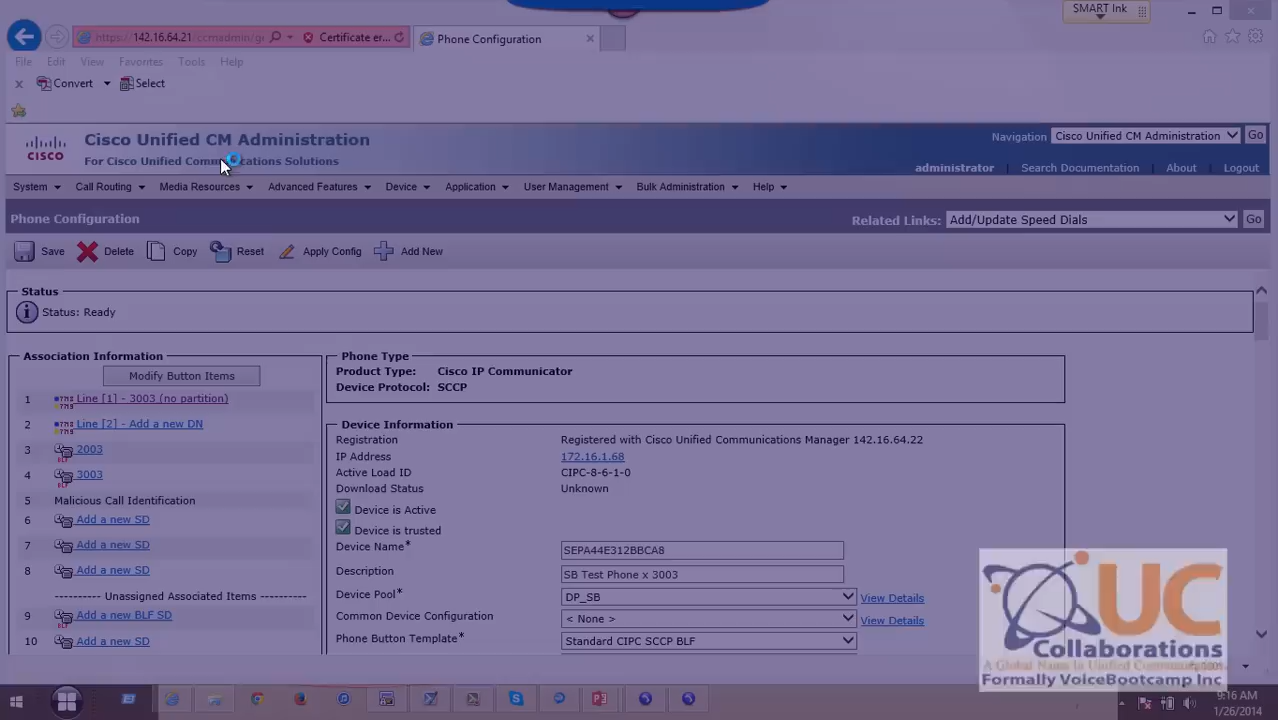 SMART Ink
https://142.16.64.21/ccmadmin/ge
Certificate er...
Phone Configuration
File Edit View Favorites Tools Help
x Convert Select
CISCO
Cisco Unified CM Administration
For Cisco Unified Communications Solutions
Navigation Cisco Unified CM Administration Go
administrator Search Documentation About Logout
System Call Routing Media Resources Advanced Features Device Application User Management Bulk Administration Help
Phone Configuration
Related Links: Add/Update Speed Dials Go
Save Delete Copy Reset Apply Config Add New
Status
Status: Ready
Association Information
Modify Button Items
1 Line [1] - 3003 (no partition)
2 Line [2] - Add a new DN
3 2003
4 3003
5 Malicious Call Identification
6 Add a new SD
7 Add a new SD
8 Add a new SD
---------- Unassigned Associated Items ----------
9 Add a new BLF SD
10 Add a new SD
Phone Type
Product Type: Cisco IP Communicator
Device Protocol: SCCP
Device Information
Registration Registered with Cisco Unified Communications Manager 142.16.64.22
IP Address 172.16.1.68
Active Load ID CIPC-8-6-1-0
Download Status Unknown
Device is Active
Device is trusted
Device Name* SEPA44E312BBCA8
Description SB Test Phone x 3003
Device Pool* DP_SB View Details
Common Device Configuration < None > View Details
Phone Button Template* Standard CIPC SCCP BLF
UC
Collaborations
A Global Name in Unified
Formally VoiceBootcamp Inc
9:16 AM
1/26/2014